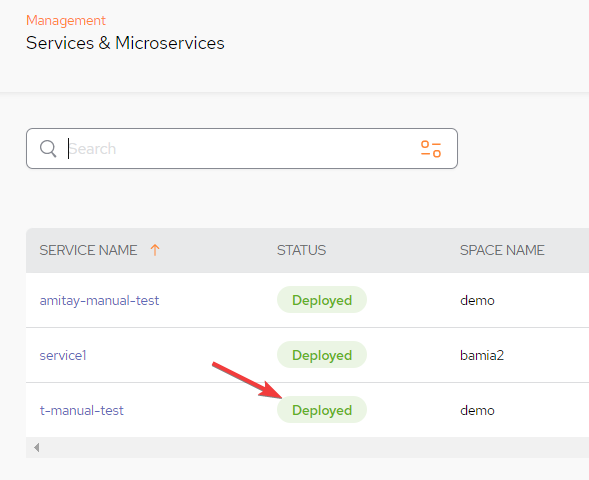 Management
Services & Microservices
Search
SERVICE NAME STATUS SPACE NAME
amitay-manual-test Deployed demo
service1 Deployed bamia2
t-manual-test Deployed demo